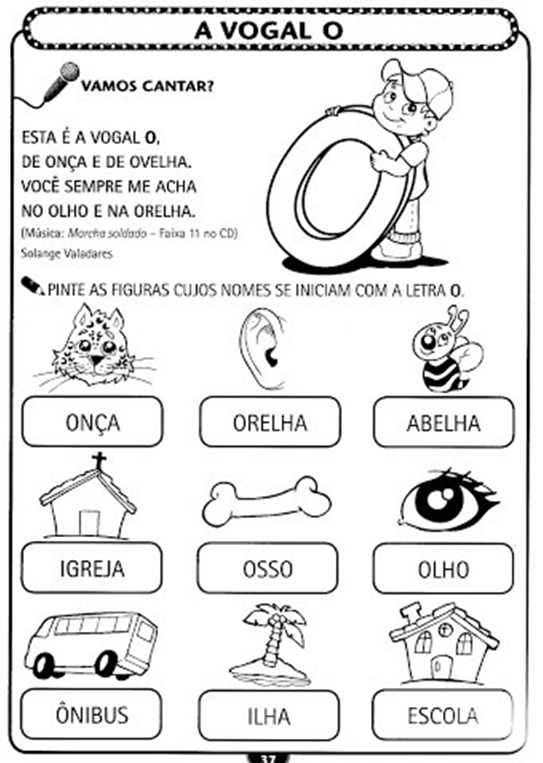 A VOGAL O
VAMOS CANTAR?
ESTA É A VOGAL O,
DE ONÇA E DE OVELHA.
VOCÊ SEMPRE ME ACHA
NO OLHO E NA ORELHA.
(Música: Marcha soldado – Faixa 11 no CD)
Solange Valadares
PINTE AS FIGURAS CUJOS NOMES SE INICIAM COM A LETRA O.
ONÇA ORELHA ABELHA
IGREJA OSSO OLHO
ÔNIBUS ILHA ESCOLA
37